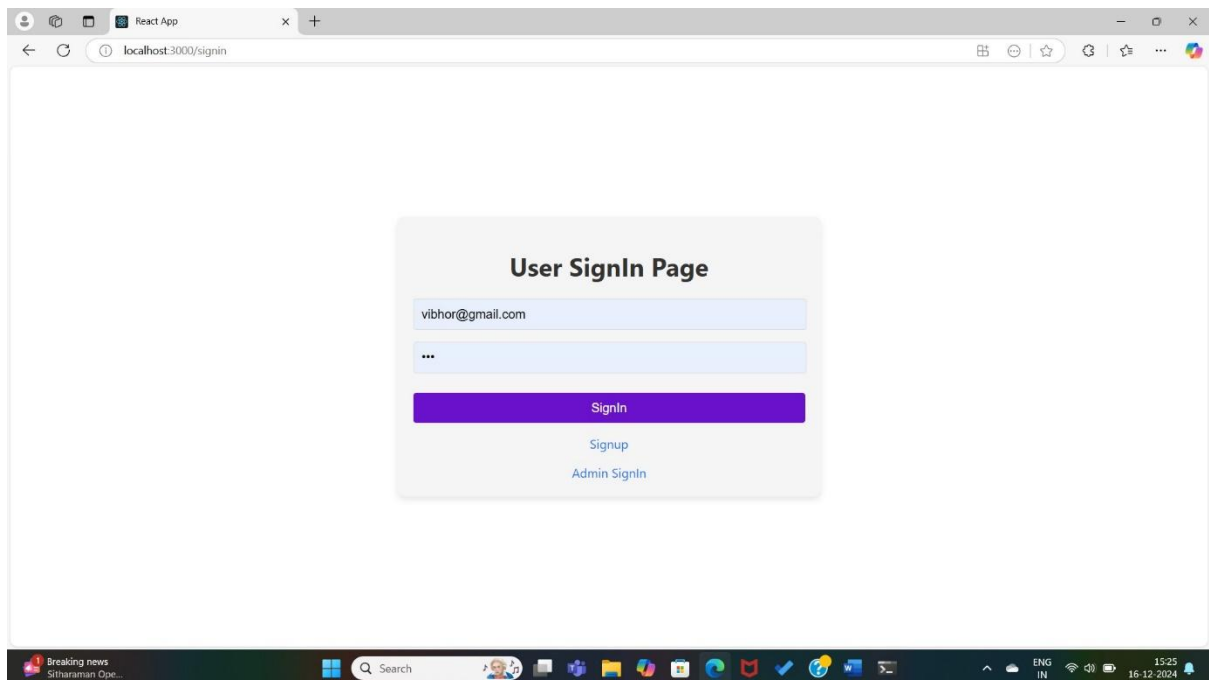 React App
localhost:3000/signin
User SignIn Page
vibhor@gmail.com
•••
SignIn
Signup
Admin SignIn
Breaking news
Sitharaman Ope...
Search
ENG
IN
15:25
16-12-2024